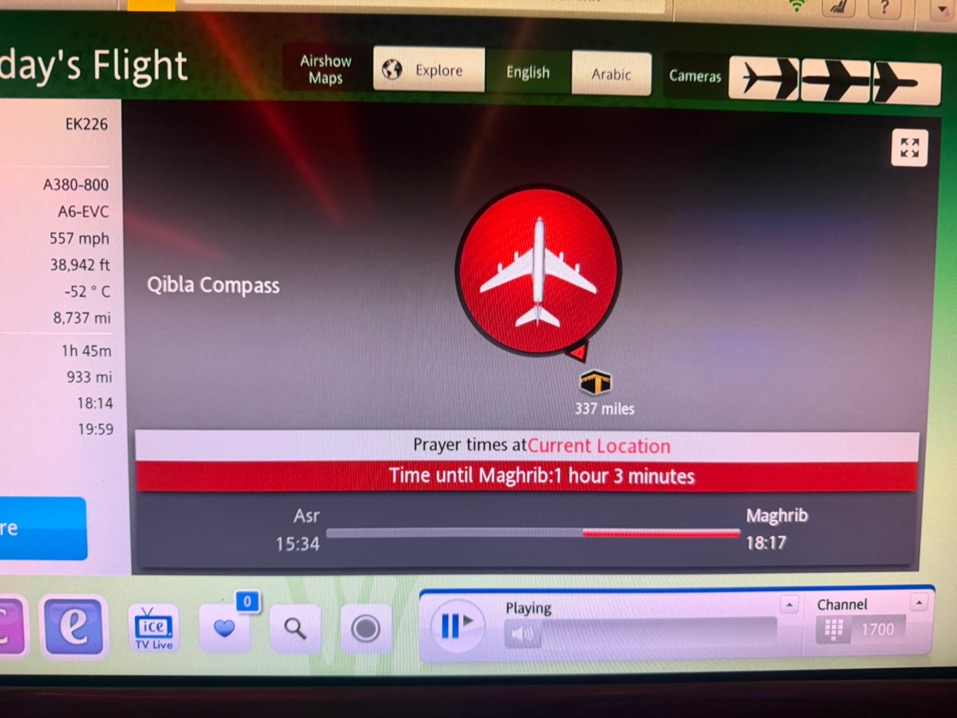 day's Flight
Airshow
Maps
Explore
English
Arabic
Cameras
EK226
A380-800
A6-EVC
557 mph
38,942 ft
-52 ° C
8,737 mi
1h 45m
933 mi
18:14
19:59
Qibla Compass
337 miles
Prayer times atCurrent Location
Time until Maghrib:1 hour 3 minutes
Asr
15:34
Maghrib
18:17
re
e
ice
TV Live
0
Playing
Channel
1700
?